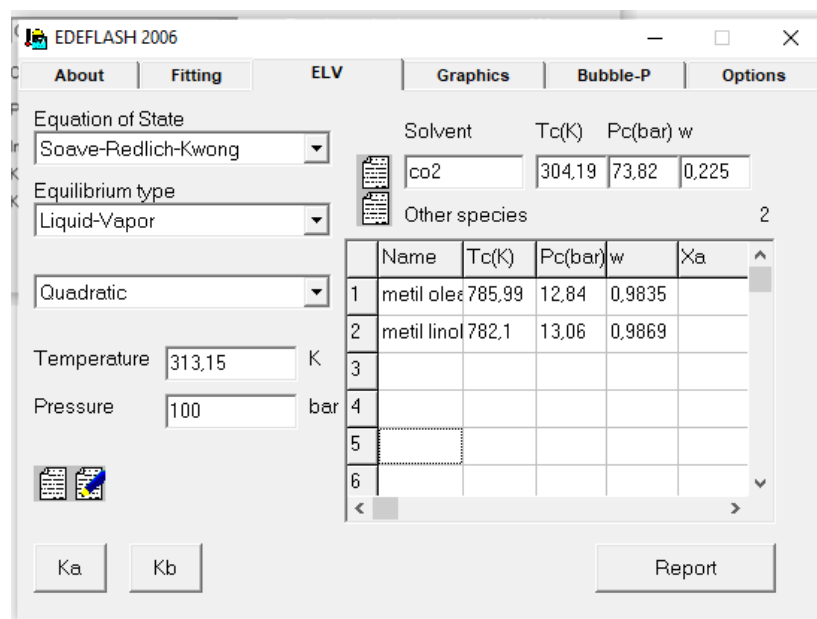 EDEFLASH 2006
About Fitting ELV Graphics Bubble-P Options
Equation of State
Soave-Redlich-Kwong
Equilibrium type
Liquid-Vapor
Quadratic
Temperature 313,15 K
Pressure 100 bar
Ka Kb
Solvent Tc(K) Pc(bar) w
co2 304,19 73,82 0,225
Other species 2
Name Tc(K) Pc(bar) w Xa
1 metil olea 785,99 12,84 0,9835
2 metil linol 782,1 13,06 0,9869
3
4
5
6
Report